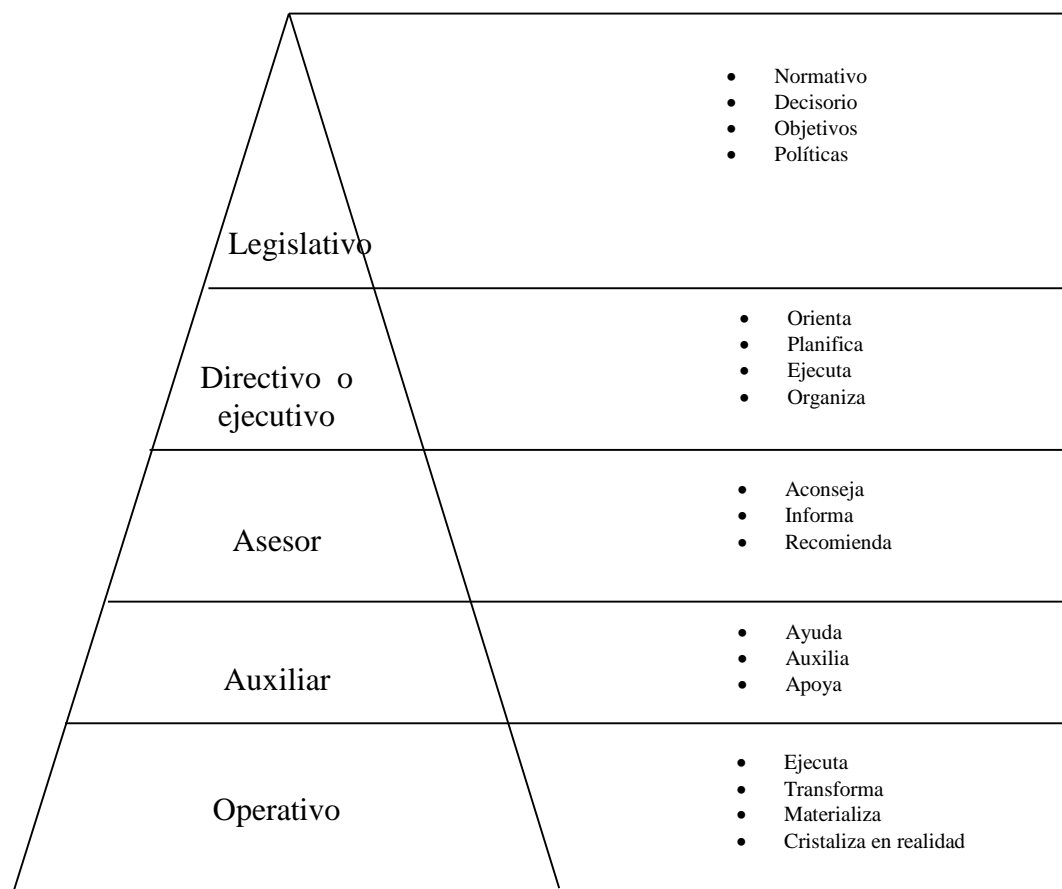 • Normativo
• Decisorio
• Objetivos
• Políticas
Legislativo
• Orienta
• Planifica
• Ejecuta
• Organiza
Directivo o
ejecutivo
• Aconseja
• Informa
• Recomienda
Asesor
• Ayuda
• Auxilia
• Apoya
Auxiliar
• Ejecuta
• Transforma
• Materializa
• Cristaliza en realidad
Operativo